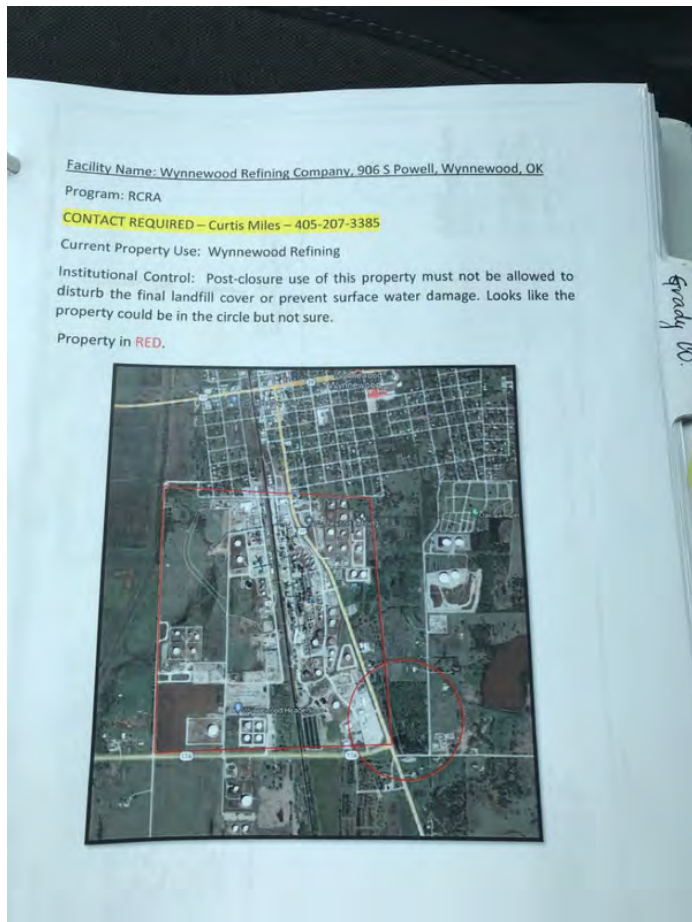 Facility Name: Wynnewood Refining Company, 906 S Powell, Wynnewood, OK
Program: RCRA
CONTACT REQUIRED – Curtis Miles – 405-207-3385
Current Property Use: Wynnewood Refining
Institutional Control: Post-closure use of this property must not be allowed to
disturb the final landfill cover or prevent surface water damage. Looks like the
property could be in the circle but not sure.
Property in RED.
Grady Co.
Wynnewood